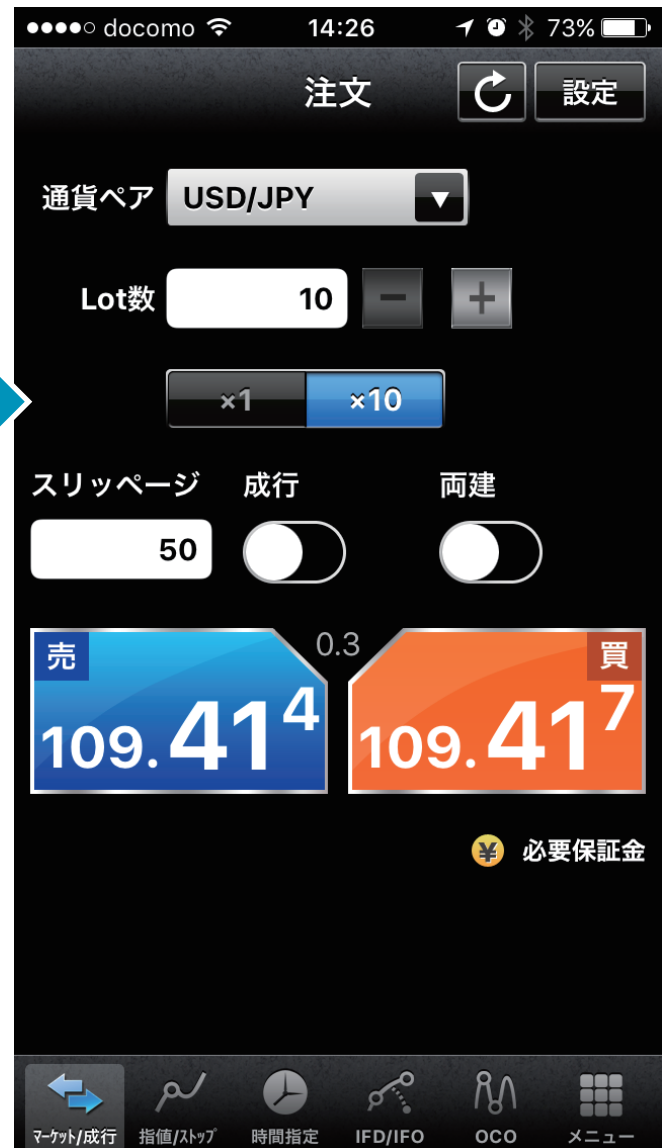 docomo 14:26 73%
注文 設定
通貨ペア USD/JPY
Lot数 10 − +
×1 ×10
スリッページ 成行 両建
50
売 0.3 買
109.414 109.417
¥ 必要保証金
マーケット/成行 指値/ストップ 時間指定 IFD/IFO OCO メニュー